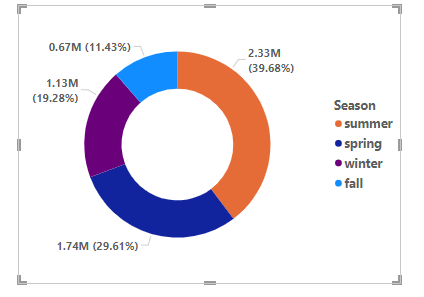 0.67M (11.43%)
2.33M
(39.68%)
1.13M
(19.28%)
1.74M (29.61%)
Season
summer
spring
winter
fall